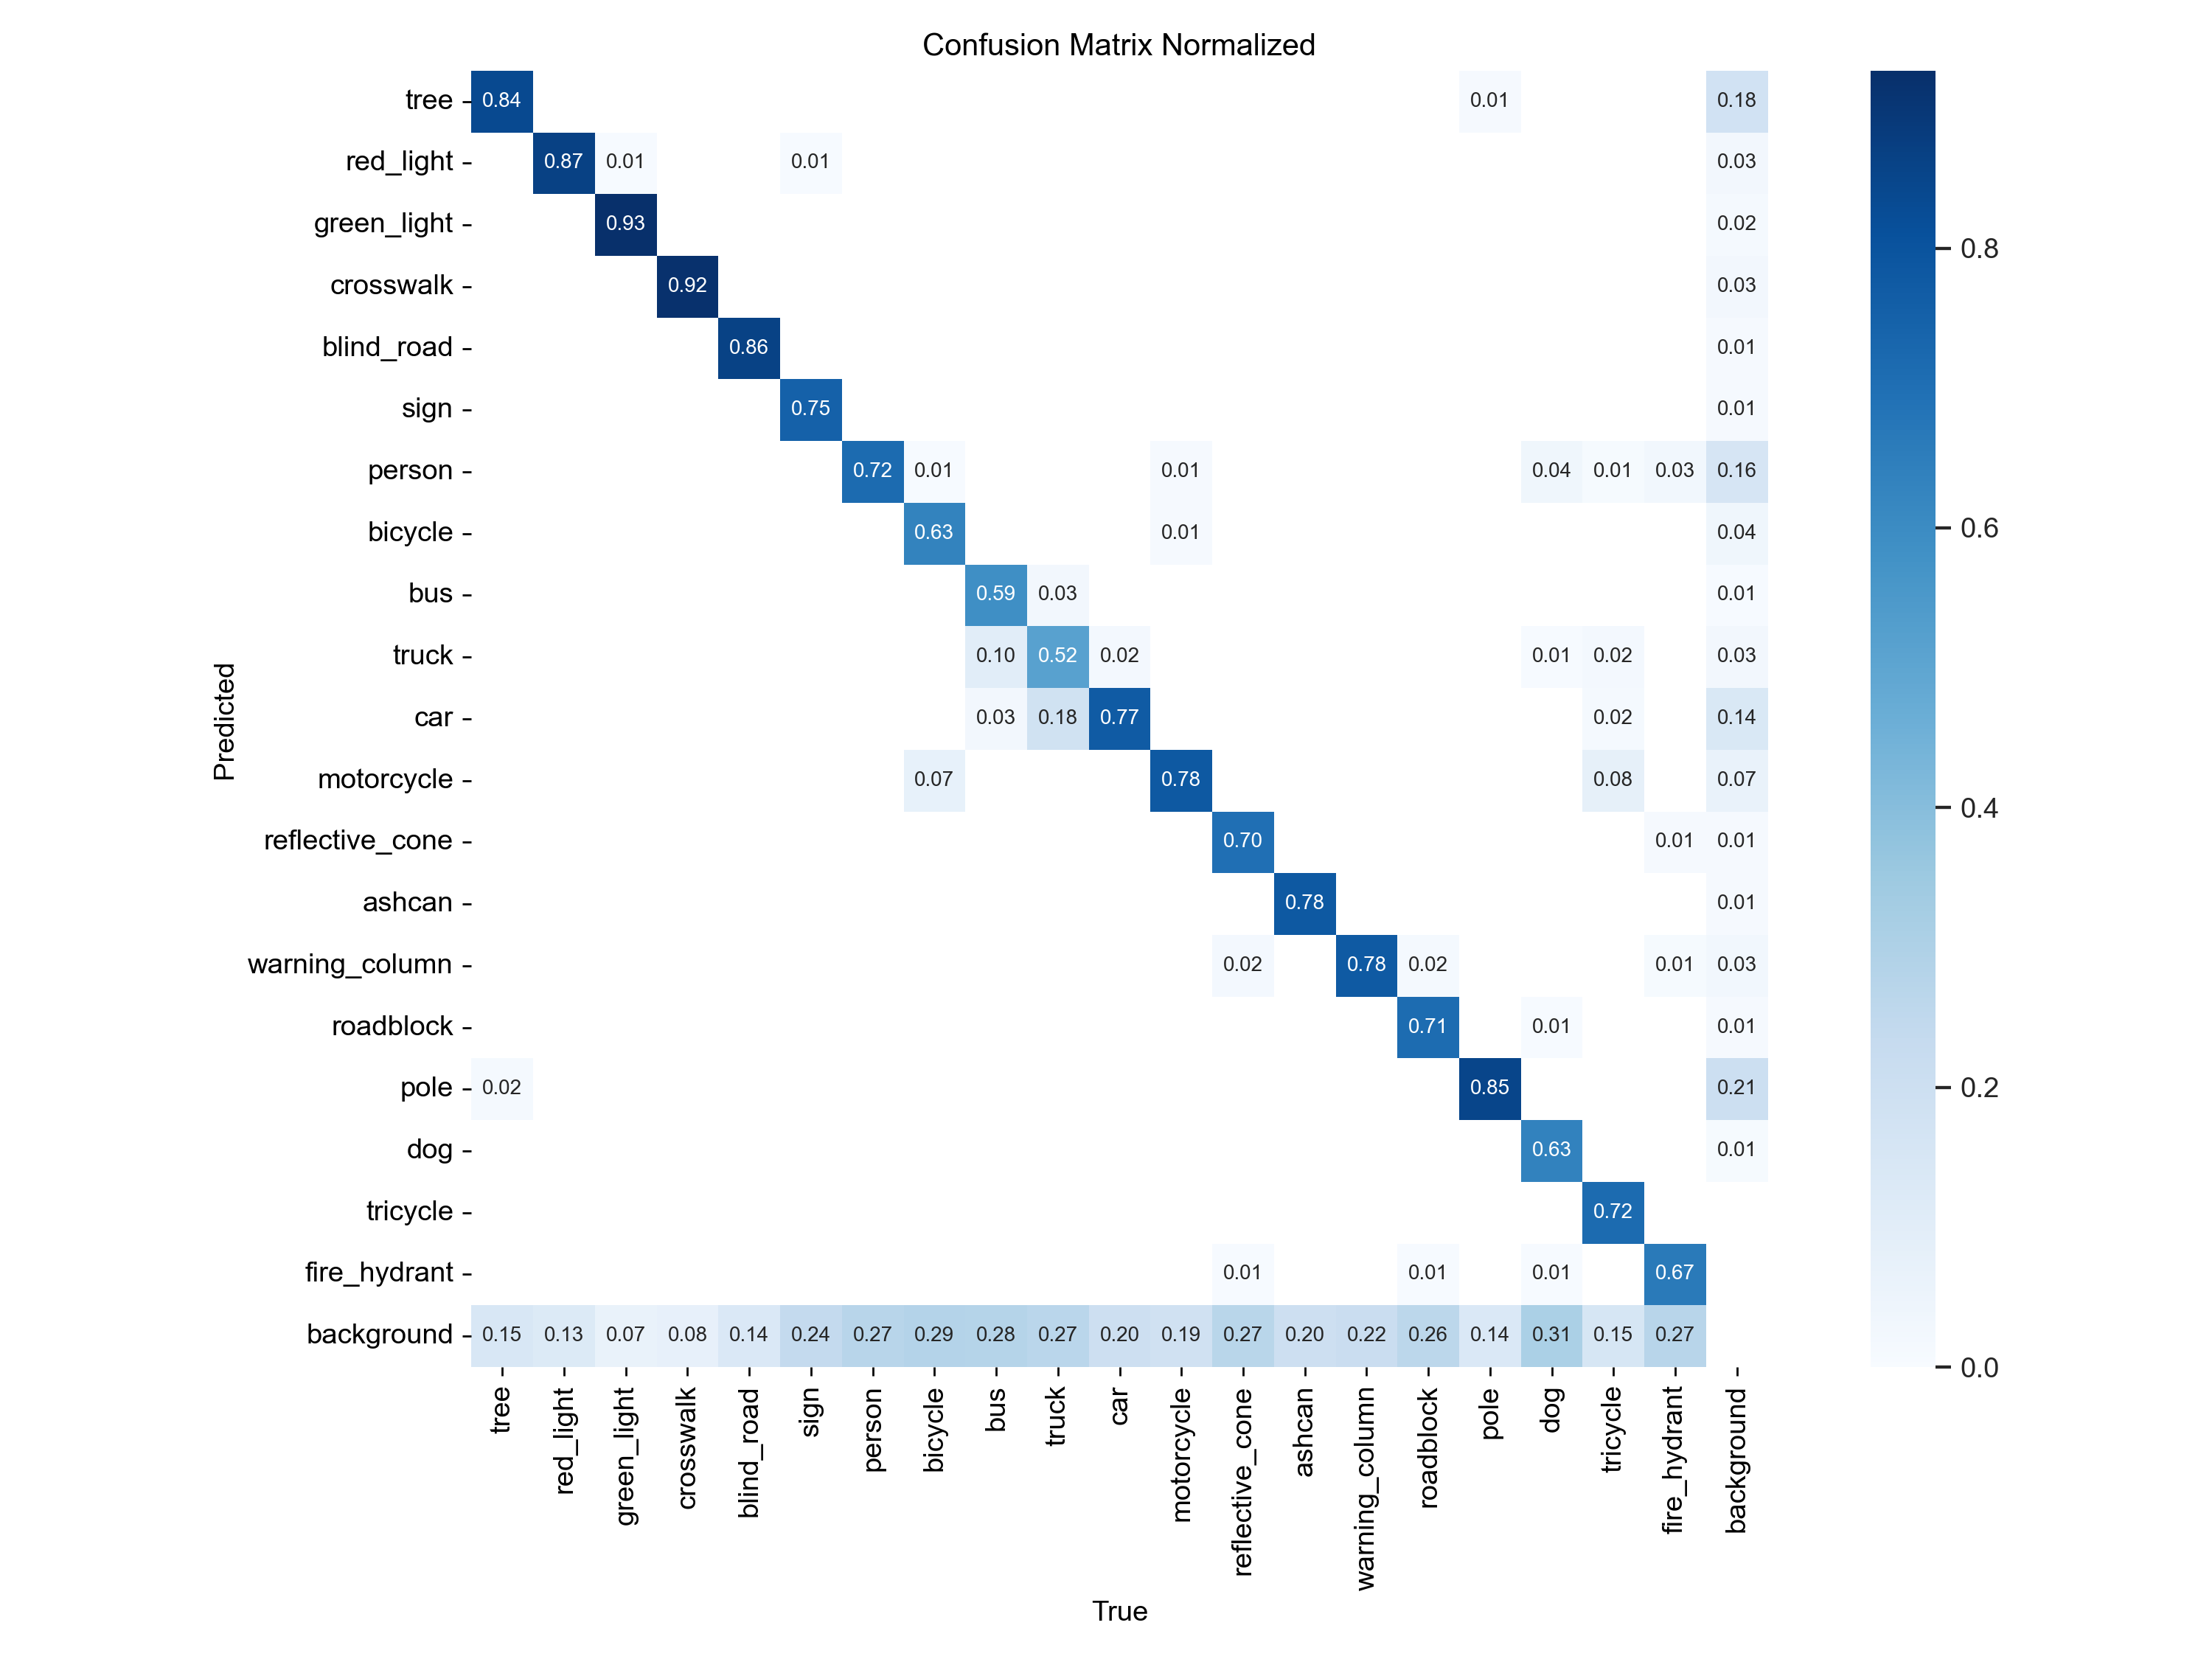 Confusion Matrix Normalized
tree 0.84 0.01 0.18
red_light 0.87 0.01 0.01 0.03
green_light 0.93 0.02
crosswalk 0.92 0.03
blind_road 0.86 0.01
sign 0.75 0.01
person 0.72 0.01 0.01 0.04 0.01 0.03 0.16
bicycle 0.63 0.01 0.04
bus 0.59 0.03 0.01
truck 0.10 0.52 0.02 0.01 0.02 0.03
car 0.03 0.18 0.77 0.02 0.14
motorcycle 0.07 0.78 0.08 0.07
reflective_cone 0.70 0.01 0.01
ashcan 0.78 0.01
warning_column 0.02 0.78 0.02 0.01 0.03
roadblock 0.71 0.01 0.01
pole 0.02 0.85 0.21
dog 0.63 0.01
tricycle 0.72
fire_hydrant 0.01 0.01 0.01 0.67
background 0.15 0.13 0.07 0.08 0.14 0.24 0.27 0.29 0.28 0.27 0.20 0.19 0.27 0.20 0.22 0.26 0.14 0.31 0.15 0.27
Predicted
tree
red_light
green_light
crosswalk
blind_road
sign
person
bicycle
bus
truck
car
motorcycle
reflective_cone
ashcan
warning_column
roadblock
pole
dog
tricycle
fire_hydrant
background
True
0.8
0.6
0.4
0.2
0.0